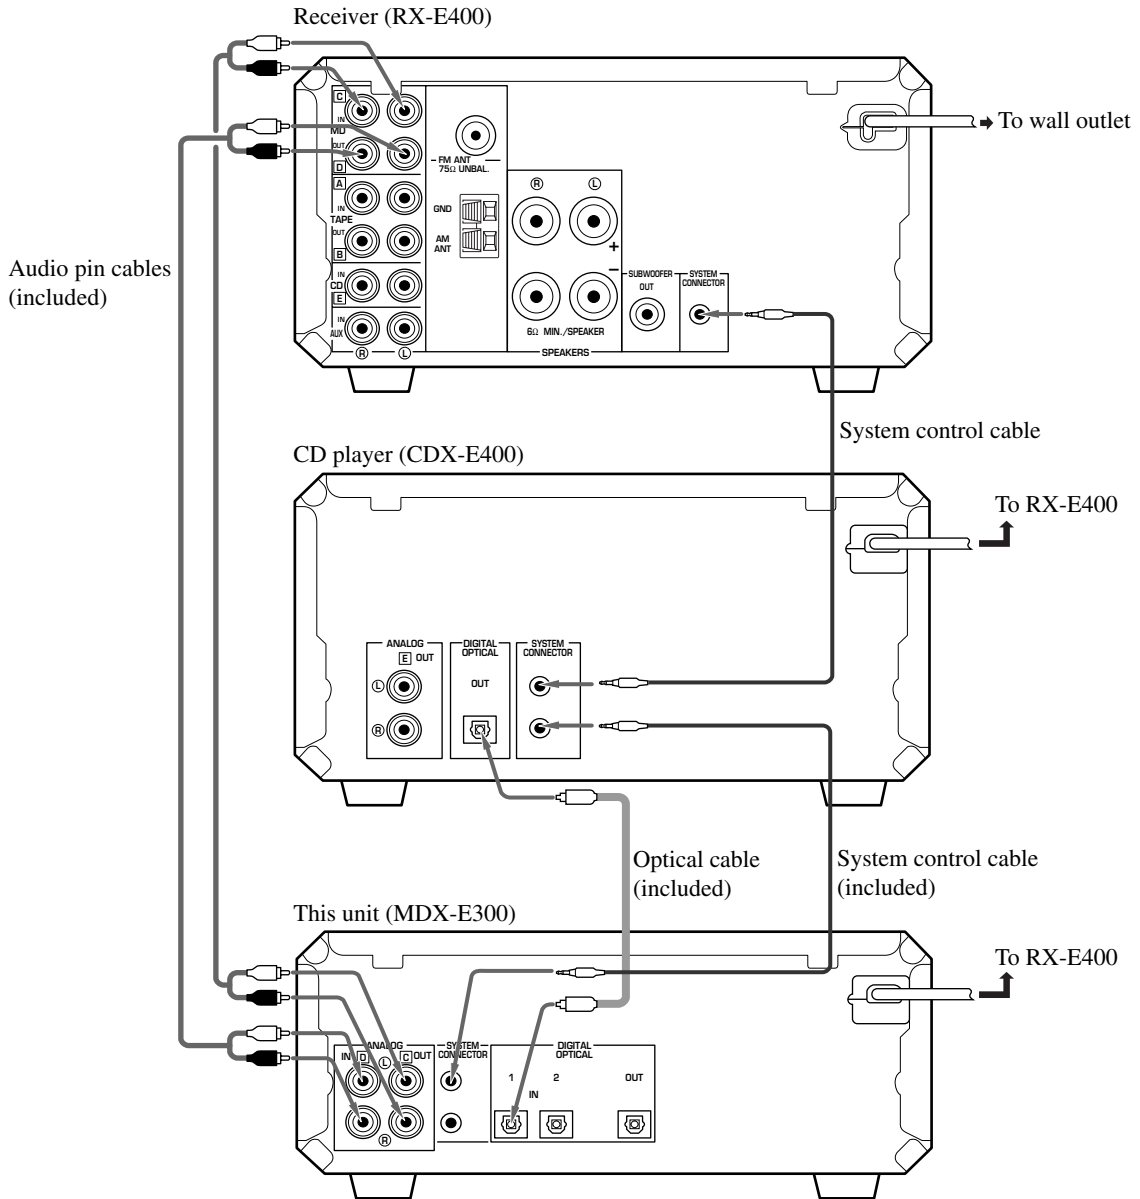 Receiver (RX-E400)
C
IN
MD
OUT
D
A
IN
TAPE
OUT
B
IN
CD
E
IN
AUX
R L
FM ANT
75Ω UNBAL.
GND
AM
ANT
R L
+
−
6Ω MIN./SPEAKER
SPEAKERS
SUBWOOFER
OUT
SYSTEM
CONNECTOR
To wall outlet
Audio pin cables
(included)
System control cable
CD player (CDX-E400)
To RX-E400
ANALOG
E OUT
L
R
DIGITAL
OPTICAL
OUT
SYSTEM
CONNECTOR
Optical cable
(included)
System control cable
(included)
This unit (MDX-E300)
To RX-E400
ANALOG
IN D C OUT
L
R
SYSTEM
CONNECTOR
DIGITAL
OPTICAL
1 2 OUT
IN